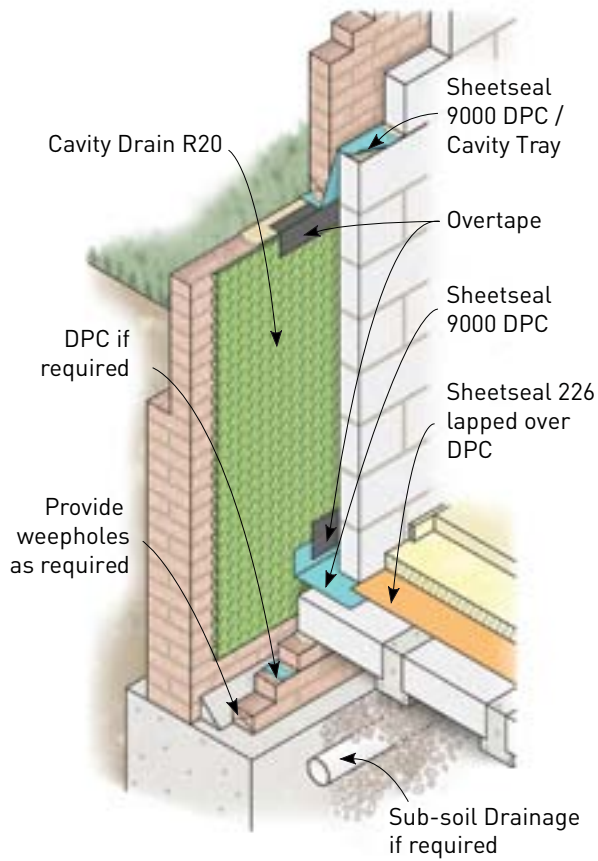 Sheetseal
9000 DPC /
Cavity Tray
Cavity Drain R20
Overtape
Sheetseal
9000 DPC
DPC if
required
Sheetseal 226
lapped over
DPC
Provide
weepholes
as required
Sub-soil Drainage
if required